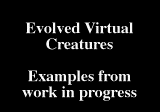 Evolved Virtual
Creatures
Examples from
work in progress